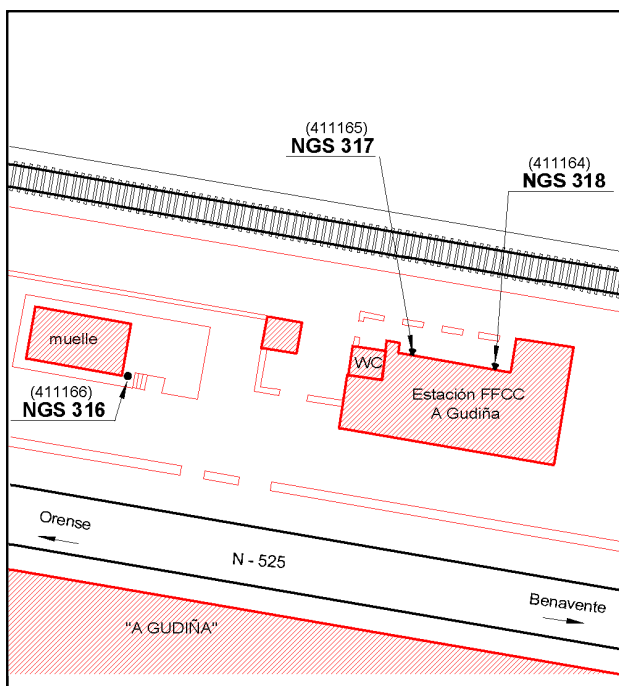 (411165)
NGS 317
(411164)
NGS 318
muelle
WC
(411166)
NGS 316
Estación FFCC
A Gudiña
Orense
N - 525
Benavente
"A GUDIÑA"